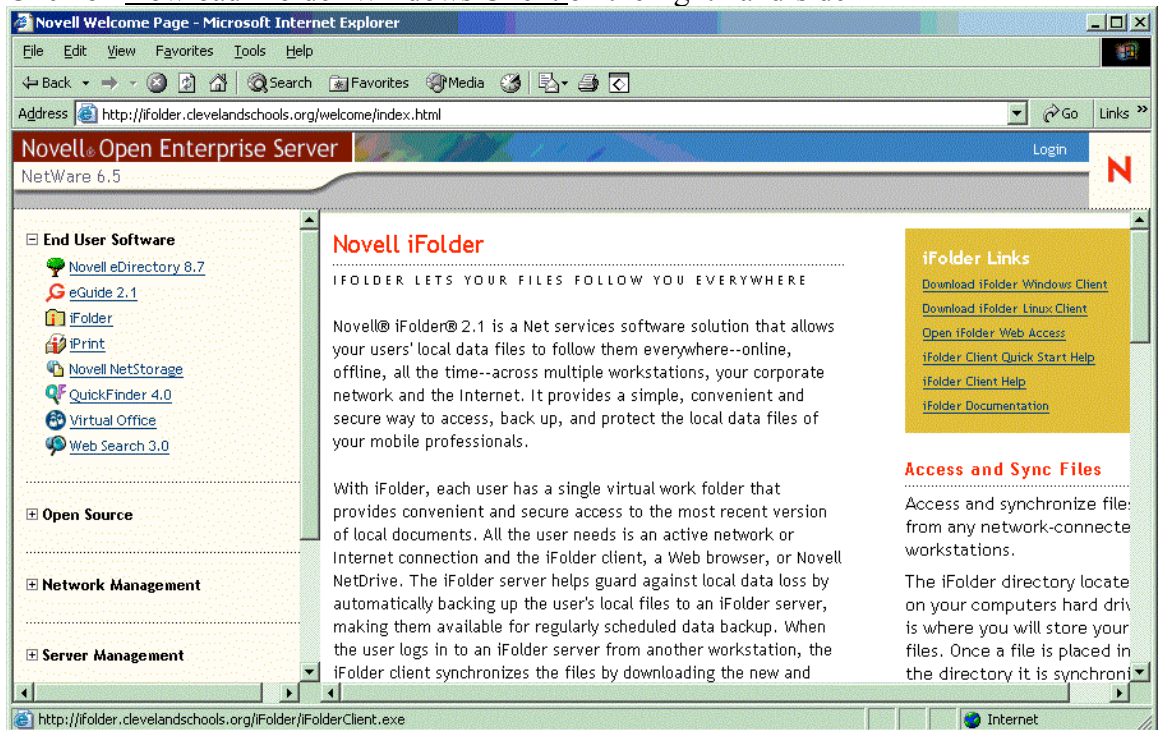 Novell Welcome Page - Microsoft Internet Explorer
File Edit View Favorites Tools Help
Back Search Favorites Media
Address http://ifolder.clevelandschools.org/welcome/index.html Go Links »
Novell® Open Enterprise Server
Login
NetWare 6.5
N
End User Software
Novell eDirectory 8.7
eGuide 2.1
iFolder
iPrint
Novell NetStorage
QuickFinder 4.0
Virtual Office
Web Search 3.0
Open Source
Network Management
Server Management
Novell iFolder
IFOLDER LETS YOUR FILES FOLLOW YOU EVERYWHERE
Novell® iFolder® 2.1 is a Net services software solution that allows
your users' local data files to follow them everywhere--online,
offline, all the time--across multiple workstations, your corporate
network and the Internet. It provides a simple, convenient and
secure way to access, back up, and protect the local data files of
your mobile professionals.
With iFolder, each user has a single virtual work folder that
provides convenient and secure access to the most recent version
of local documents. All the user needs is an active network or
Internet connection and the iFolder client, a Web browser, or Novell
NetDrive. The iFolder server helps guard against local data loss by
automatically backing up the user's local files to an iFolder server,
making them available for regularly scheduled data backup. When
the user logs in to an iFolder server from another workstation, the
iFolder client synchronizes the files by downloading the new and
iFolder Links
Download iFolder Windows Client
Download iFolder Linux Client
Open iFolder Web Access
iFolder Client Quick Start Help
iFolder Client Help
iFolder Documentation
Access and Sync Files
Access and synchronize files
from any network-connecte
workstations.
The iFolder directory locate
on your computers hard driv
is where you will store your
files. Once a file is placed in
the directory it is synchroni
http://ifolder.clevelandschools.org/iFolder/iFolderClient.exe
Internet